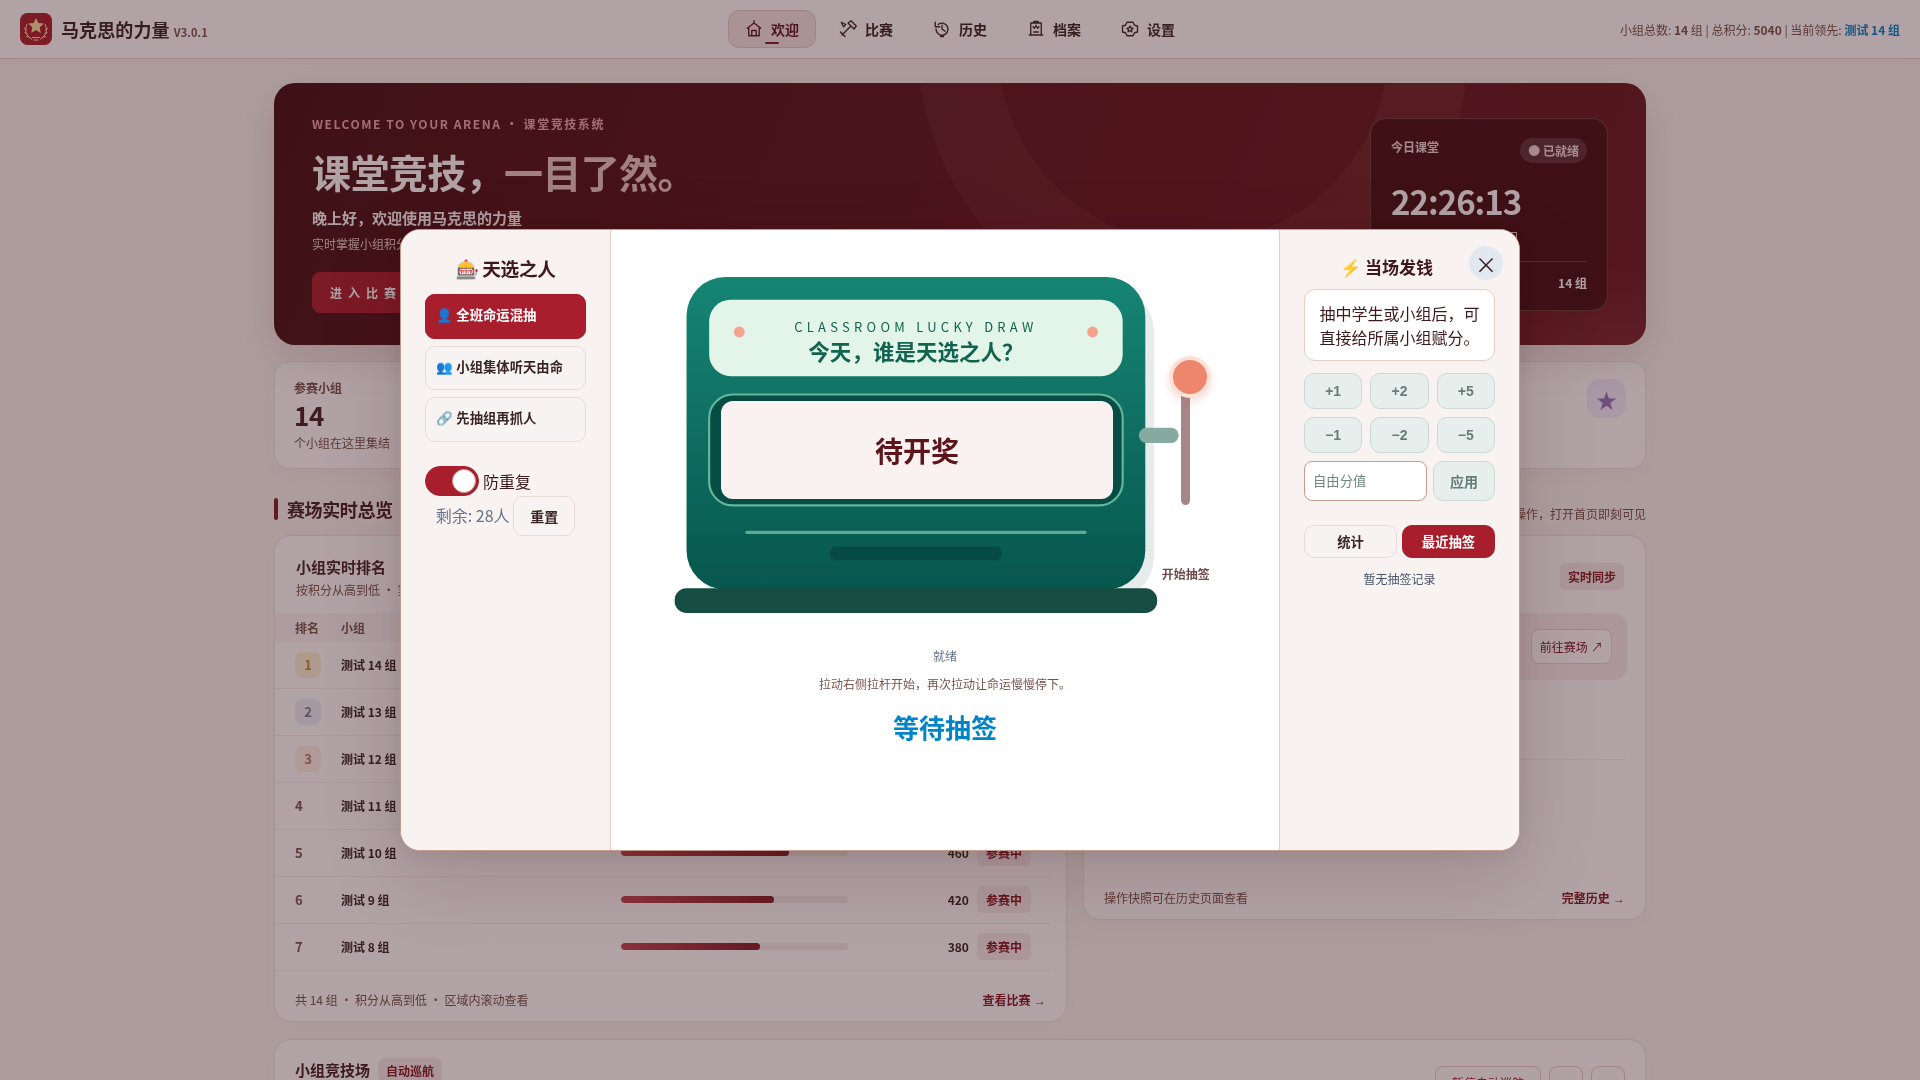 马克思的力量 V3.0.1
欢迎
比赛
历史
档案
设置
小组总数: 14 组 | 总积分: 5040 | 当前领先: 测试 14 组
WELCOME TO YOUR ARENA · 课堂竞技系统
课堂竞技，一目了然。
晚上好，欢迎使用马克思的力量
实时掌握小组积
进入比赛
今日课堂
已就绪
22:26:13
14 组
参赛小组
14
个小组在这里集结
赛场实时总览
操作，打开首页即刻可见
小组实时排名
按积分从高到低 ·
排名 小组
1 测试 14 组
2 测试 13 组
3 测试 12 组
4 测试 11 组
5 测试 10 组 460 参赛中
6 测试 9 组 420 参赛中
7 测试 8 组 380 参赛中
共 14 组 · 积分从高到低 · 区域内滚动查看
查看比赛 →
实时同步
前往赛场 ↗
操作快照可在历史页面查看
完整历史 →
小组竞技场
自动巡航
🎰 天选之人
👤 全班命运混抽
👥 小组集体听天由命
🔗 先抽组再抓人
防重复
剩余: 28人
重置
CLASSROOM LUCKY DRAW
今天，谁是天选之人？
待开奖
开始抽签
就绪
拉动右侧拉杆开始，再次拉动让命运慢慢停下。
等待抽签
⚡ 当场发钱
抽中学生或小组后，可
直接给所属小组赋分。
+1 +2 +5
−1 −2 −5
自由分值
应用
统计
最近抽签
暂无抽签记录